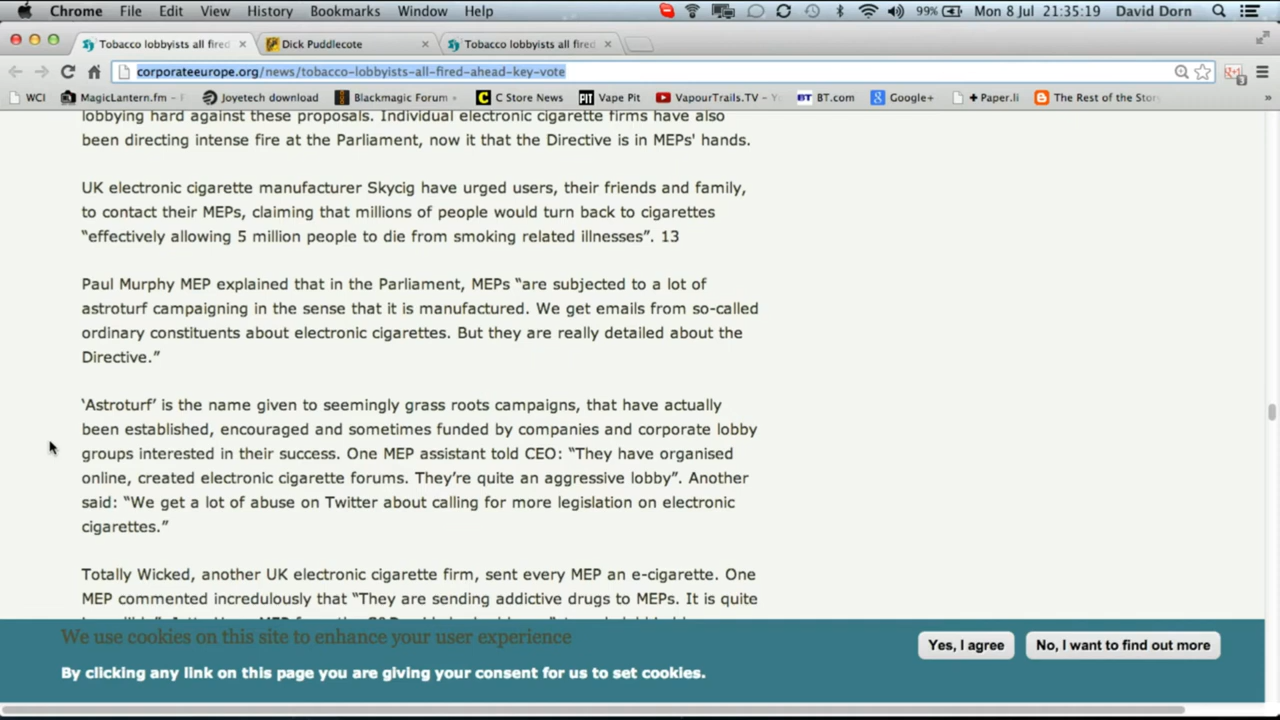 Chrome File Edit View History Bookmarks Window Help 99% Mon 8 Jul 21:35:19 David Dorn
Tobacco lobbyists all fired Dick Puddlecote Tobacco lobbyists all fired
corporateeurope.org/news/tobacco-lobbyists-all-fired-ahead-key-vote
WCI MagicLantern.fm - Joyetech download Blackmagic Forum C Store News PIT Vape Pit VapourTrails.TV - BT BT.com Google+ + Paper.li The Rest of the Stor
lobbying hard against these proposals. Individual electronic cigarette firms have also
been directing intense fire at the Parliament, now it that the Directive is in MEPs' hands.
UK electronic cigarette manufacturer Skycig have urged users, their friends and family,
to contact their MEPs, claiming that millions of people would turn back to cigarettes
“effectively allowing 5 million people to die from smoking related illnesses”. 13
Paul Murphy MEP explained that in the Parliament, MEPs “are subjected to a lot of
astroturf campaigning in the sense that it is manufactured. We get emails from so-called
ordinary constituents about electronic cigarettes. But they are really detailed about the
Directive.”
‘Astroturf’ is the name given to seemingly grass roots campaigns, that have actually
been established, encouraged and sometimes funded by companies and corporate lobby
groups interested in their success. One MEP assistant told CEO: “They have organised
online, created electronic cigarette forums. They’re quite an aggressive lobby”. Another
said: “We get a lot of abuse on Twitter about calling for more legislation on electronic
cigarettes.”
Totally Wicked, another UK electronic cigarette firm, sent every MEP an e-cigarette. One
MEP commented incredulously that “They are sending addictive drugs to MEPs. It is quite
We use cookies on this site to enhance your user experience
Yes, I agree No, I want to find out more
By clicking any link on this page you are giving your consent for us to set cookies.